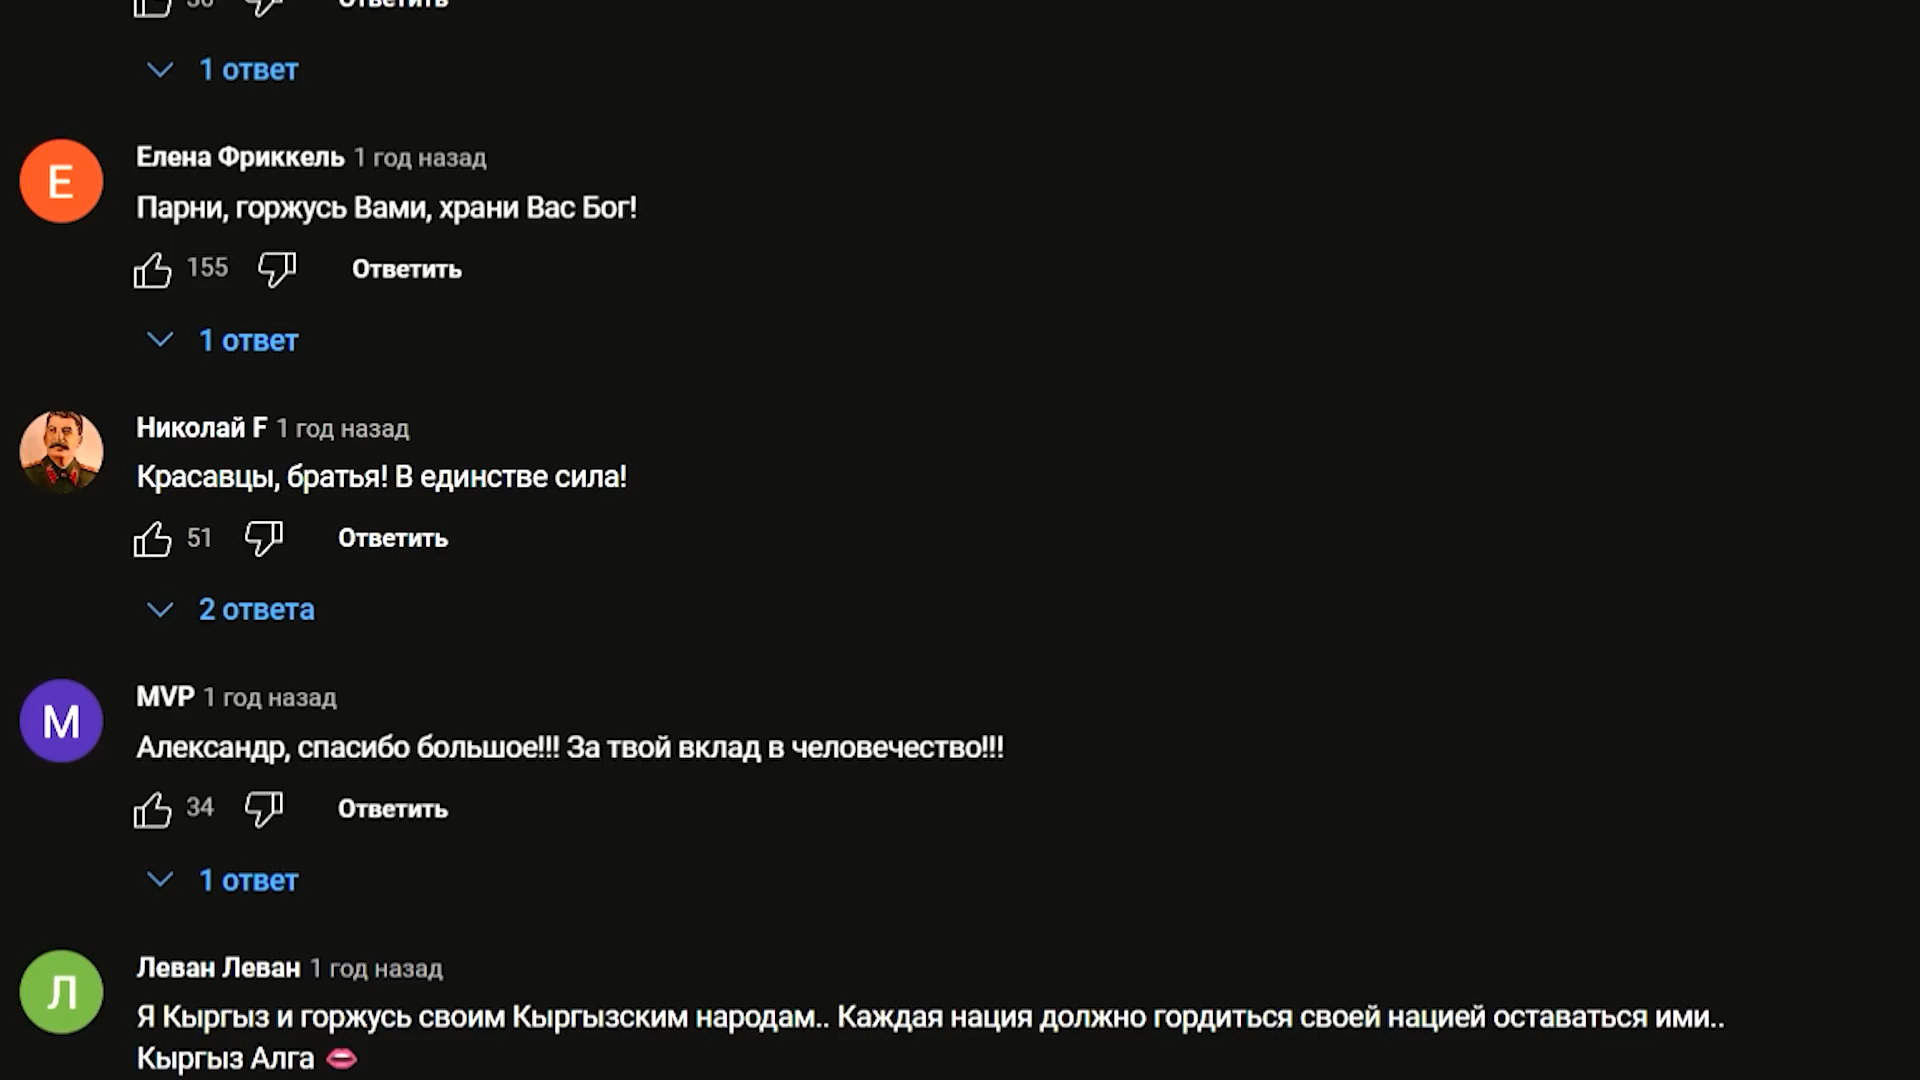 36 Ответить
1 ответ
Е
Елена Фриккель 1 год назад
Парни, горжусь Вами, храни Вас Бог!
155 Ответить
1 ответ
Николай F 1 год назад
Красавцы, братья! В единстве сила!
51 Ответить
2 ответа
M
MVP 1 год назад
Александр, спасибо большое!!! За твой вклад в человечество!!!
34 Ответить
1 ответ
Л
Леван Леван 1 год назад
Я Кыргыз и горжусь своим Кыргызским народам.. Каждая нация должно гордиться своей нацией оставаться ими..
Кыргыз Алга 👄